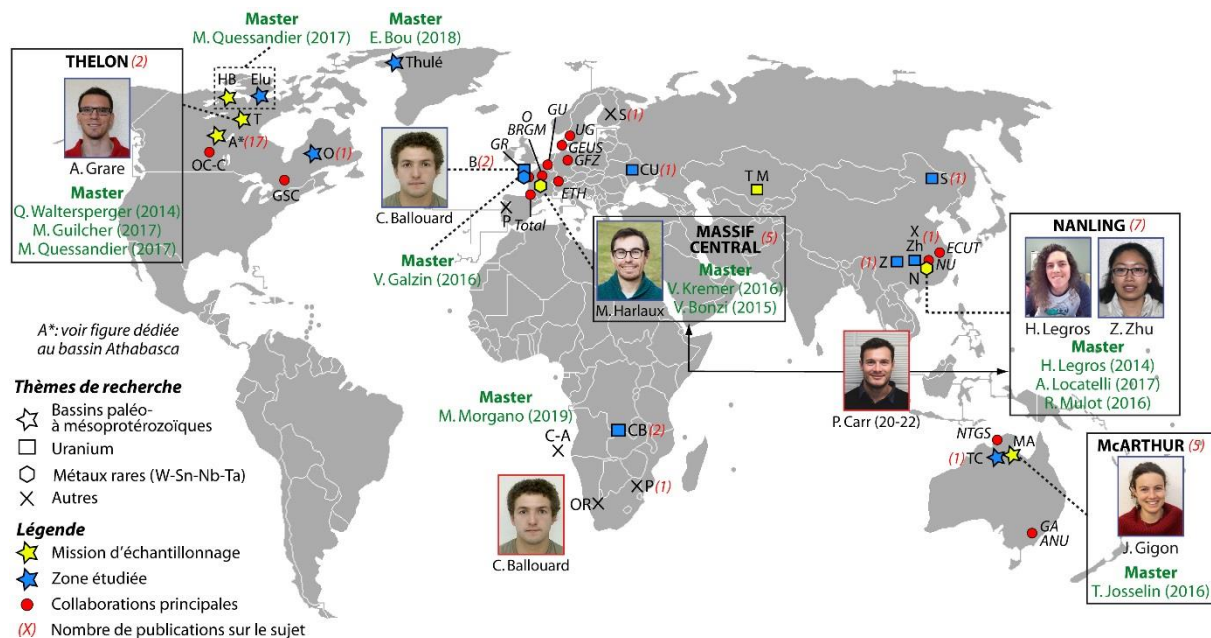 Master
M. Quessandier (2017)
Master
E. Bou (2018)
THELON (2)
A. Grare
Master
Q. Waltersperger (2014)
M. Guilcher (2017)
M. Quessandier (2017)
HB
Elu
T
A* (17)
OC-C
GSC
O (1)
Thulé
A*: voir figure dédiée
au bassin Athabasca
Thèmes de recherche
Bassins paléo-
à mésoprotérozoïques
Uranium
Métaux rares (W-Sn-Nb-Ta)
Autres
Légende
Mission d'échantillonnage
Zone étudiée
Collaborations principales
(X) Nombre de publications sur le sujet
C. Ballouard
B (2)
GR
O
BRGM
GU
UG
GEUS
GFZ
ETH
Total
P
S (1)
CU (1)
T M
S (1)
Master
V. Galzin (2016)
M. Harlaux
MASSIF
CENTRAL (5)
Master
V. Kremer (2016)
V. Bonzi (2015)
X
Zh (1)
(1) Z
ECUT
NU
N
NANLING (7)
H. Legros
Z. Zhu
Master
H. Legros (2014)
A. Locatelli (2017)
R. Mulot (2016)
P. Carr (20-22)
Master
M. Morgano (2019)
C-A
CB (2)
P (1)
OR
C. Ballouard
NTGS
MA
(1) TC
GA
ANU
McARTHUR (5)
J. Gigon
Master
T. Josselin (2016)